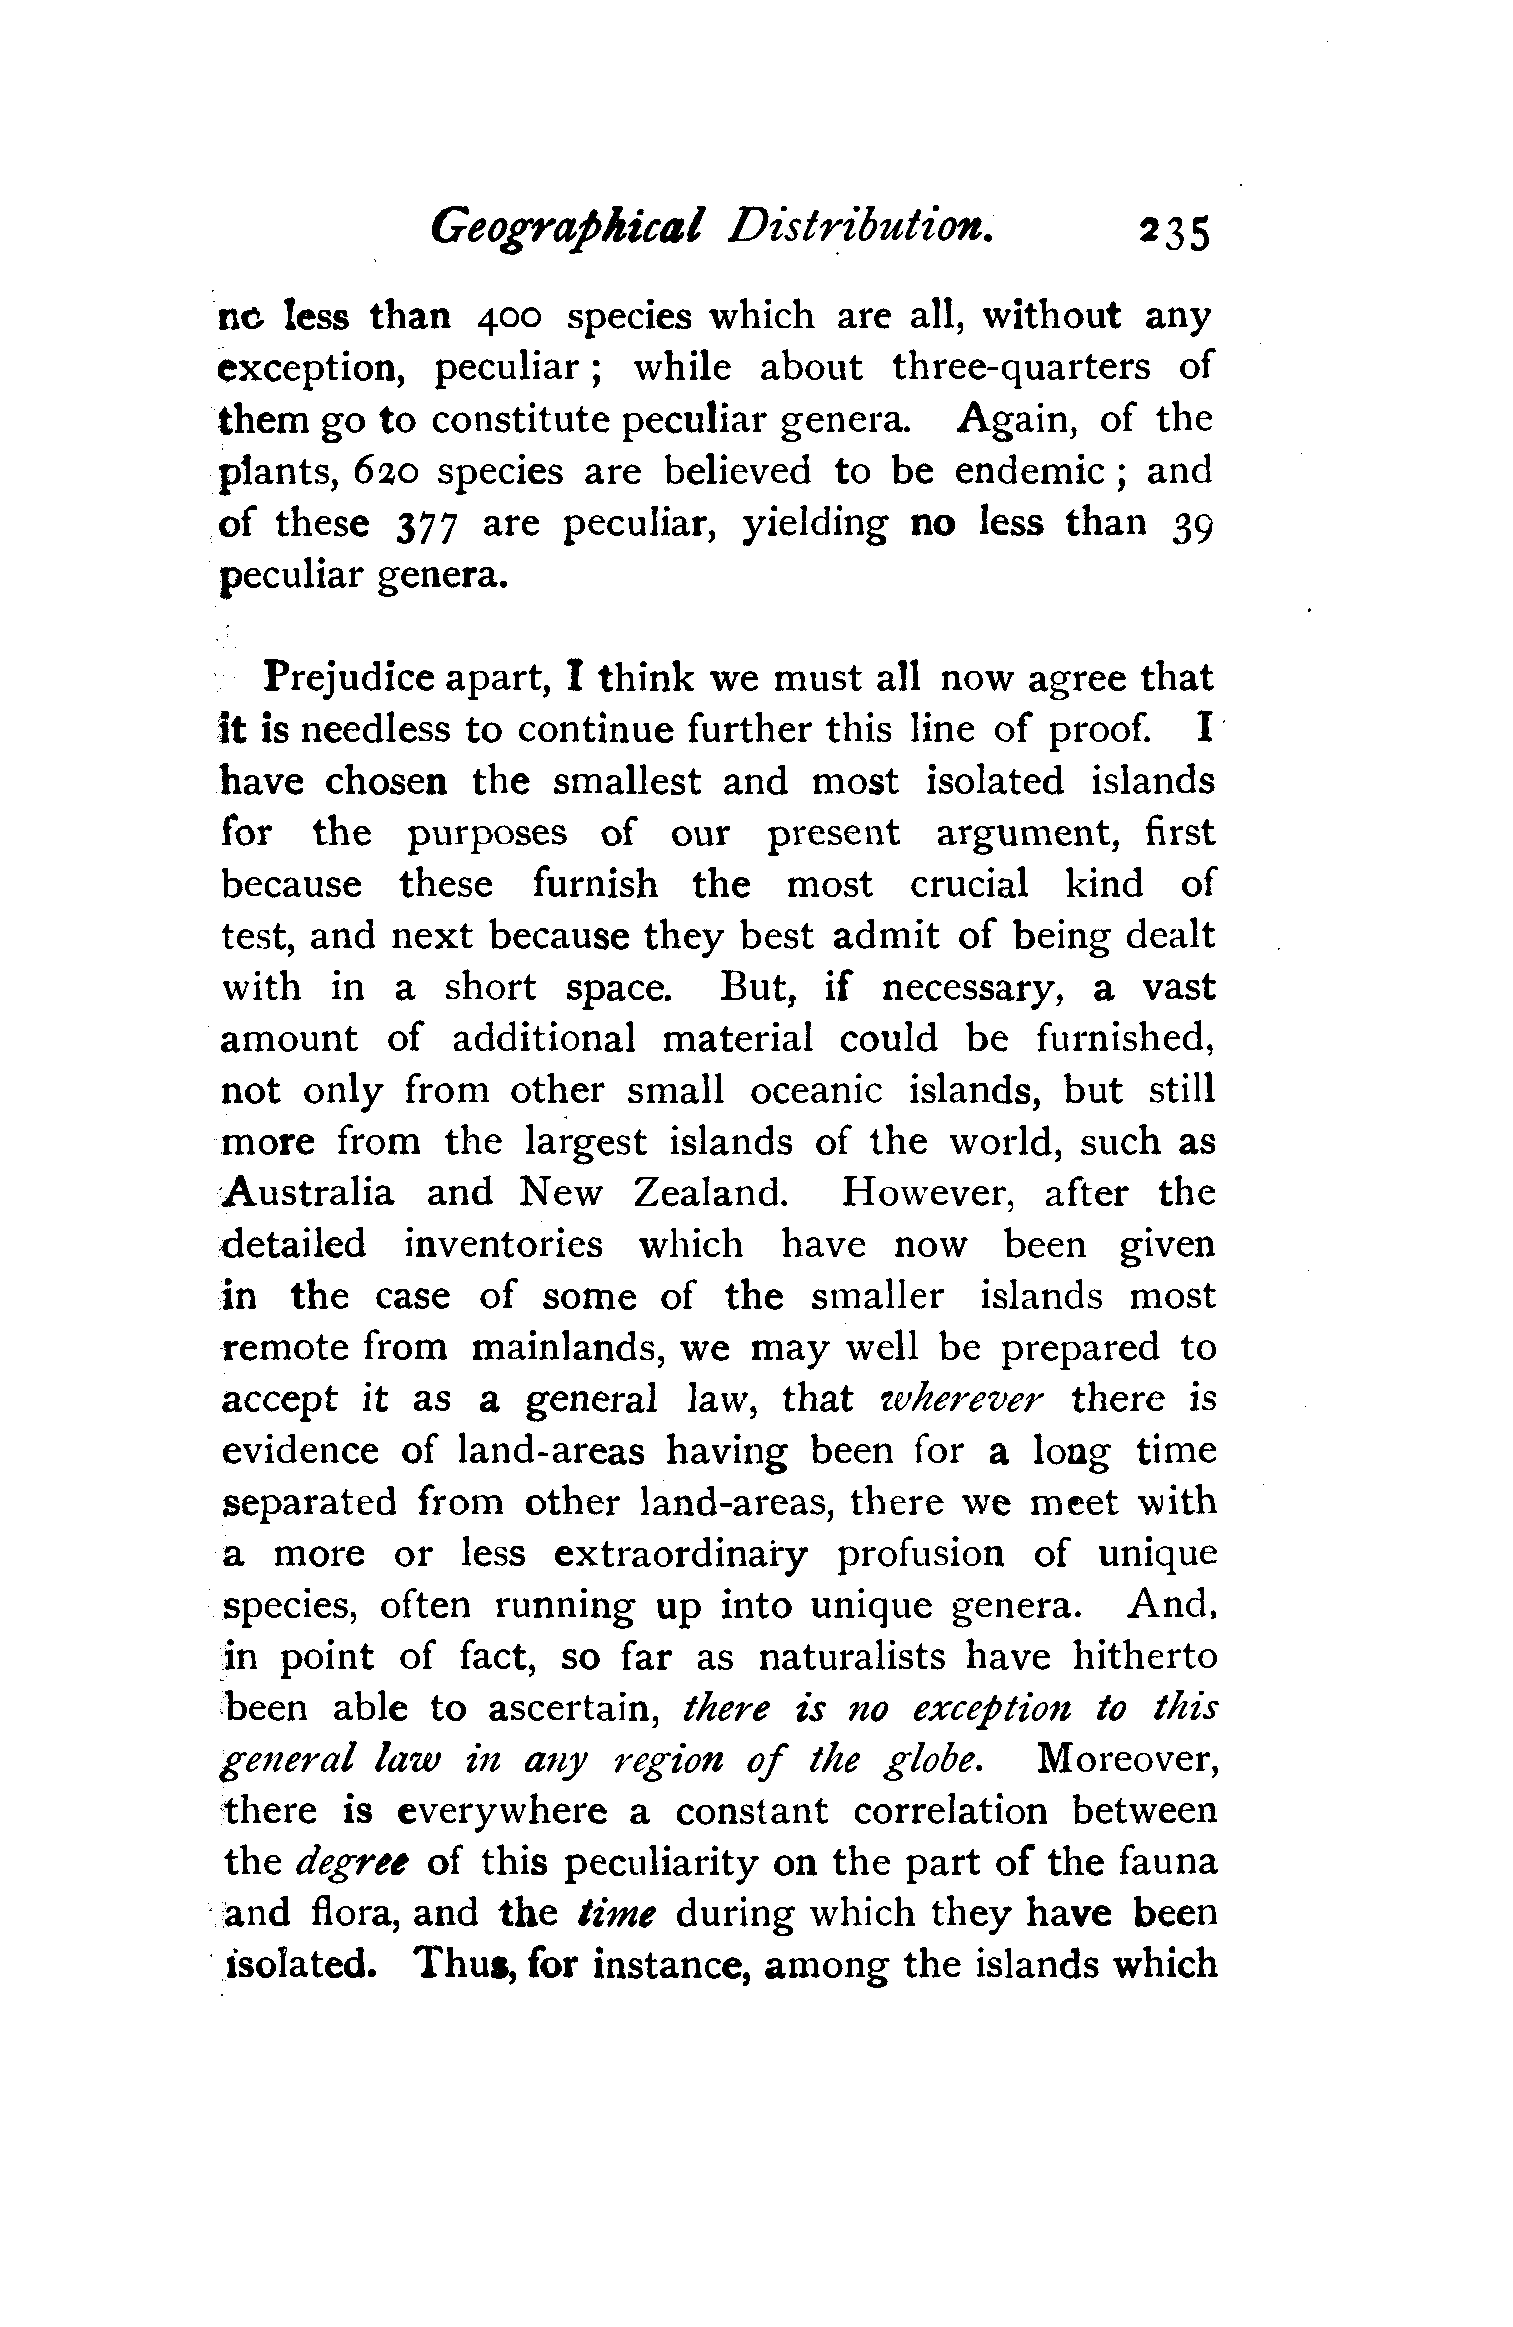 Geographical Distribution. 235
no less than 400 species which are all, without any
exception, peculiar ; while about three-quarters of
them go to constitute peculiar genera. Again, of the
plants, 620 species are believed to be endemic ; and
of these 377 are peculiar, yielding no less than 39
peculiar genera.
Prejudice apart, I think we must all now agree that
it is needless to continue further this line of proof. I
have chosen the smallest and most isolated islands
for the purposes of our present argument, first
because these furnish the most crucial kind of
test, and next because they best admit of being dealt
with in a short space. But, if necessary, a vast
amount of additional material could be furnished,
not only from other small oceanic islands, but still
more from the largest islands of the world, such as
Australia and New Zealand. However, after the
detailed inventories which have now been given
in the case of some of the smaller islands most
remote from mainlands, we may well be prepared to
accept it as a general law, that wherever there is
evidence of land-areas having been for a long time
separated from other land-areas, there we meet with
a more or less extraordinary profusion of unique
species, often running up into unique genera. And,
in point of fact, so far as naturalists have hitherto
been able to ascertain, there is no exception to this
general law in any region of the globe. Moreover,
there is everywhere a constant correlation between
the degree of this peculiarity on the part of the fauna
and flora, and the time during which they have been
isolated. Thus, for instance, among the islands which